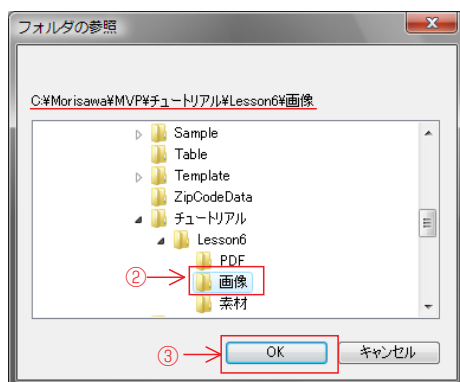 フォルダの参照
C:¥Morisawa¥MVP¥チュートリアル¥Lesson6¥画像
Sample
Table
Template
ZipCodeData
チュートリアル
Lesson6
PDF
② 画像
素材
③ OK キャンセル